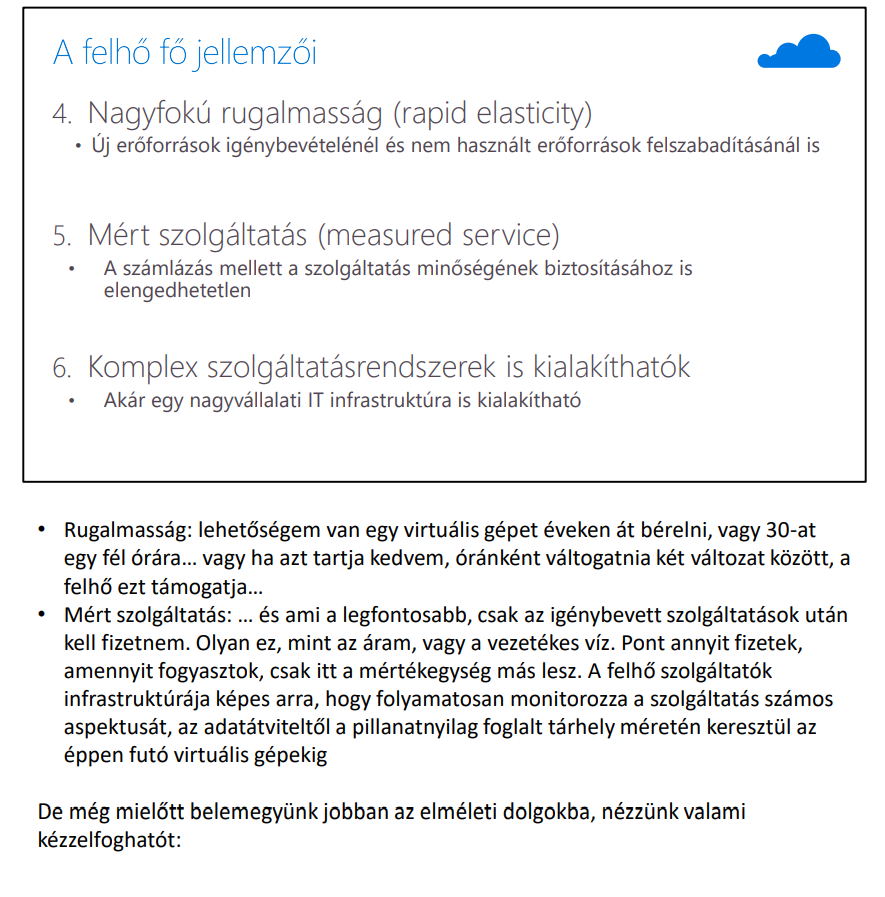 A felhő fő jellemzői
4. Nagyfokú rugalmasság (rapid elasticity)
• Új erőforrások igénybevételénél és nem használt erőforrások felszabadításánál is
5. Mért szolgáltatás (measured service)
• A számlázás mellett a szolgáltatás minőségének biztosításához is
elengedhetetlen
6. Komplex szolgáltatásrendszerek is kialakíthatók
• Akár egy nagyvállalati IT infrastruktúra is kialakítható
• Rugalmasság: lehetőségem van egy virtuális gépet éveken át bérelni, vagy 30-at
egy fél órára… vagy ha azt tartja kedvem, óránként váltogatnia két változat között, a
felhő ezt támogatja…
• Mért szolgáltatás: … és ami a legfontosabb, csak az igénybevett szolgáltatások után
kell fizetnem. Olyan ez, mint az áram, vagy a vezetékes víz. Pont annyit fizetek,
amennyit fogyasztok, csak itt a mértékegység más lesz. A felhő szolgáltatók
infrastruktúrája képes arra, hogy folyamatosan monitorozza a szolgáltatás számos
aspektusát, az adatátviteltől a pillanatnyilag foglalt tárhely méretén keresztül az
éppen futó virtuális gépekig
De még mielőtt belemegyünk jobban az elméleti dolgokba, nézzünk valami
kézzelfoghatót: